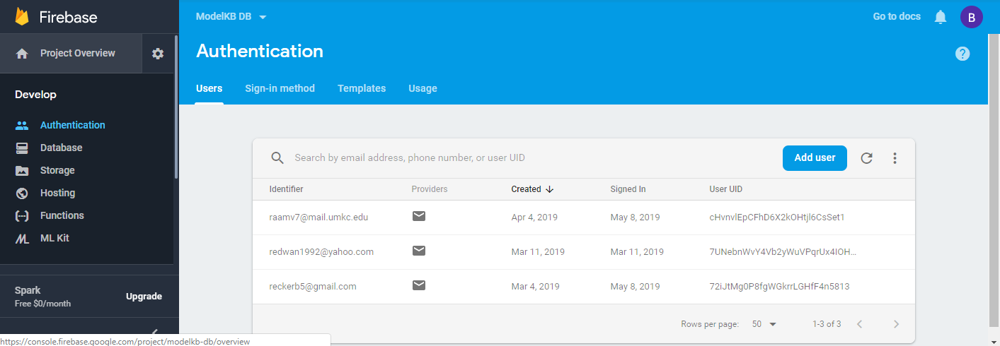 Firebase
ModelKB DB
Go to docs
B
Project Overview
Authentication
Users Sign-in method Templates Usage
Develop
Authentication
Database
Storage
Hosting
Functions
ML Kit
Spark
Free $0/month
Upgrade
Search by email address, phone number, or user UID
Add user
Identifier Providers Created Signed In User UID
raamv7@mail.umkc.edu Apr 4, 2019 May 8, 2019 cHvnvlEpCFhD6X2kOHtjl6CsSet1
redwan1992@yahoo.com Mar 11, 2019 Mar 11, 2019 7UNebnWvY4Vb2yWuVPqrUx4IOH...
reckerb5@gmail.com Mar 4, 2019 May 8, 2019 72iJtMg0P8fgWGkrrLGHfF4n5813
Rows per page: 50 1-3 of 3
https://console.firebase.google.com/project/modelkb-db/overview